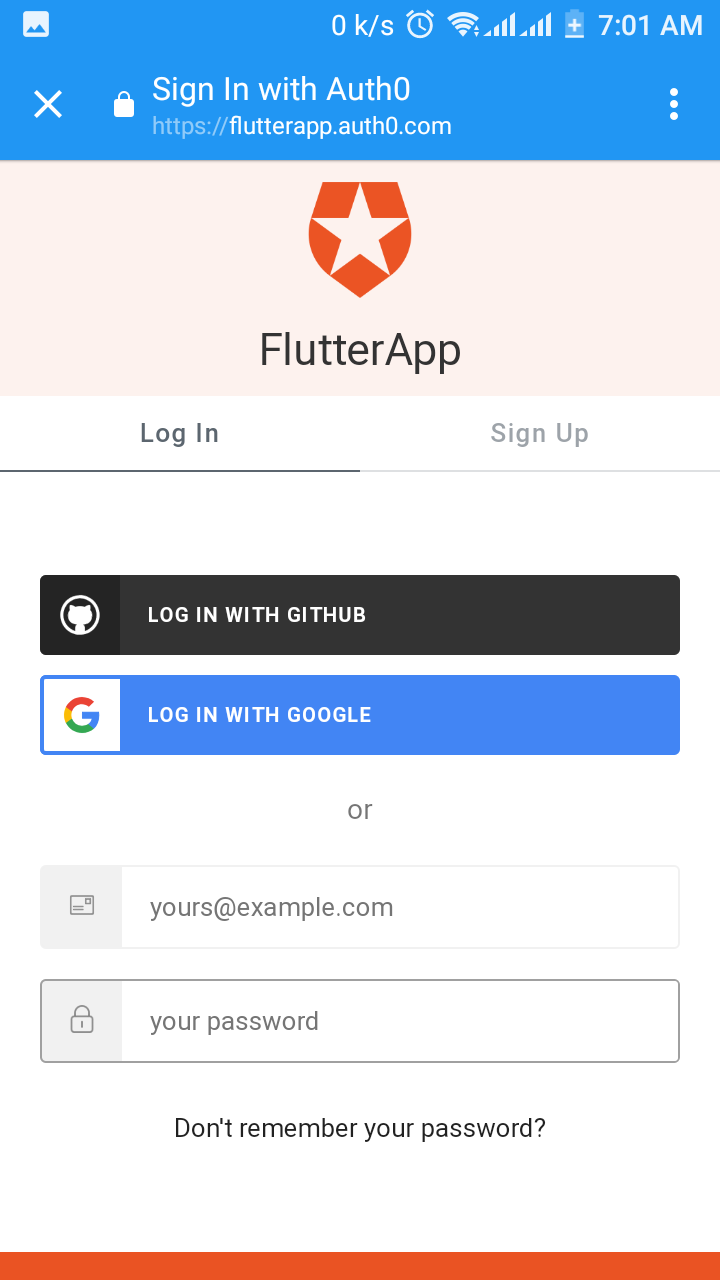 0 k/s 7:01 AM
Sign In with Auth0
https://flutterapp.auth0.com
FlutterApp
Log In Sign Up
LOG IN WITH GITHUB
LOG IN WITH GOOGLE
or
yours@example.com
your password
Don't remember your password?